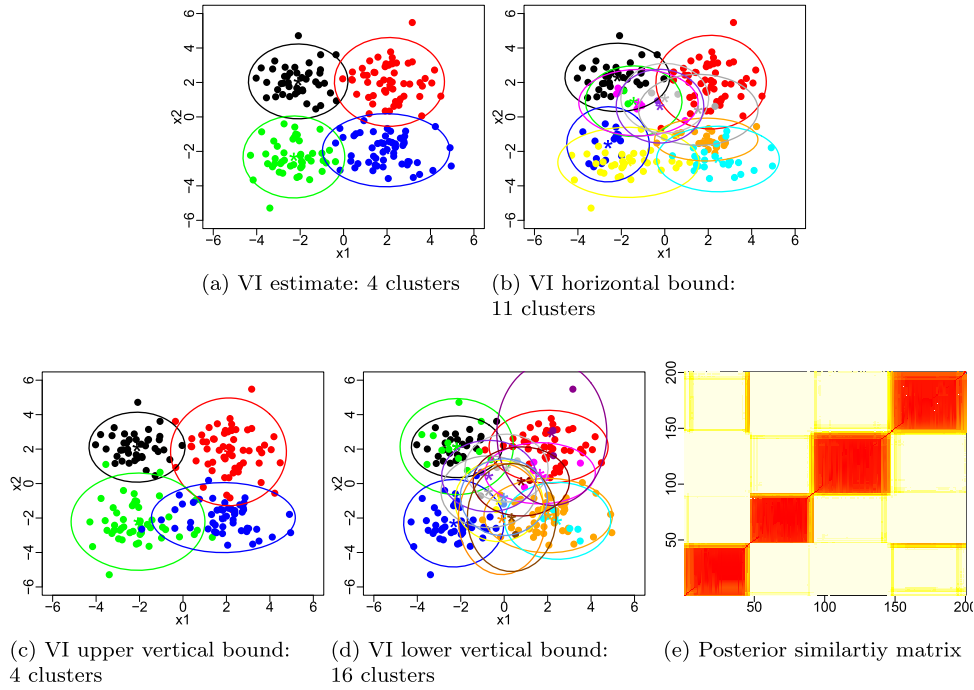 x2
6
4
2
0
−2
−4
−6
−6 −4 −2 0 2 4 6
x1
(a) VI estimate: 4 clusters
x2
6
4
2
0
−2
−4
−6
−6 −4 −2 0 2 4 6
x1
(b) VI horizontal bound:
11 clusters
x2
6
4
2
0
−2
−4
−6
−6 −4 −2 0 2 4 6
x1
(c) VI upper vertical bound:
4 clusters
x2
6
4
2
0
−2
−4
−6
−6 −4 −2 0 2 4 6
x1
(d) VI lower vertical bound:
16 clusters
200
150
100
50
50 100 150 200
(e) Posterior similartiy matrix